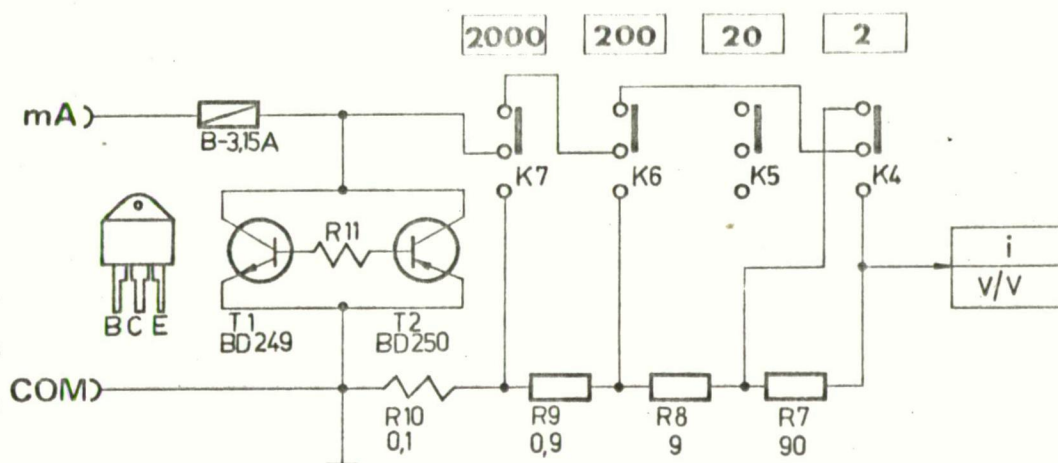 2000 200 20 2
mA
B-3,15A
K7 K6 K5 K4
R11
i
V/V
B C E
T1
BD249
T2
BD250
COM
R10
0,1
R9
0,9
R8
9
R7
90